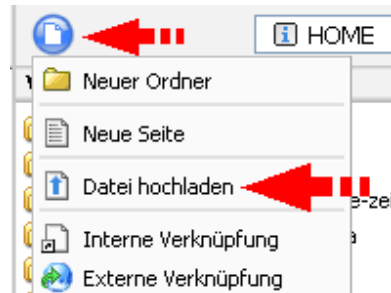 HOME
Neuer Ordner
Neue Seite
Datei hochladen
Interne Verknüpfung
Externe Verknüpfung